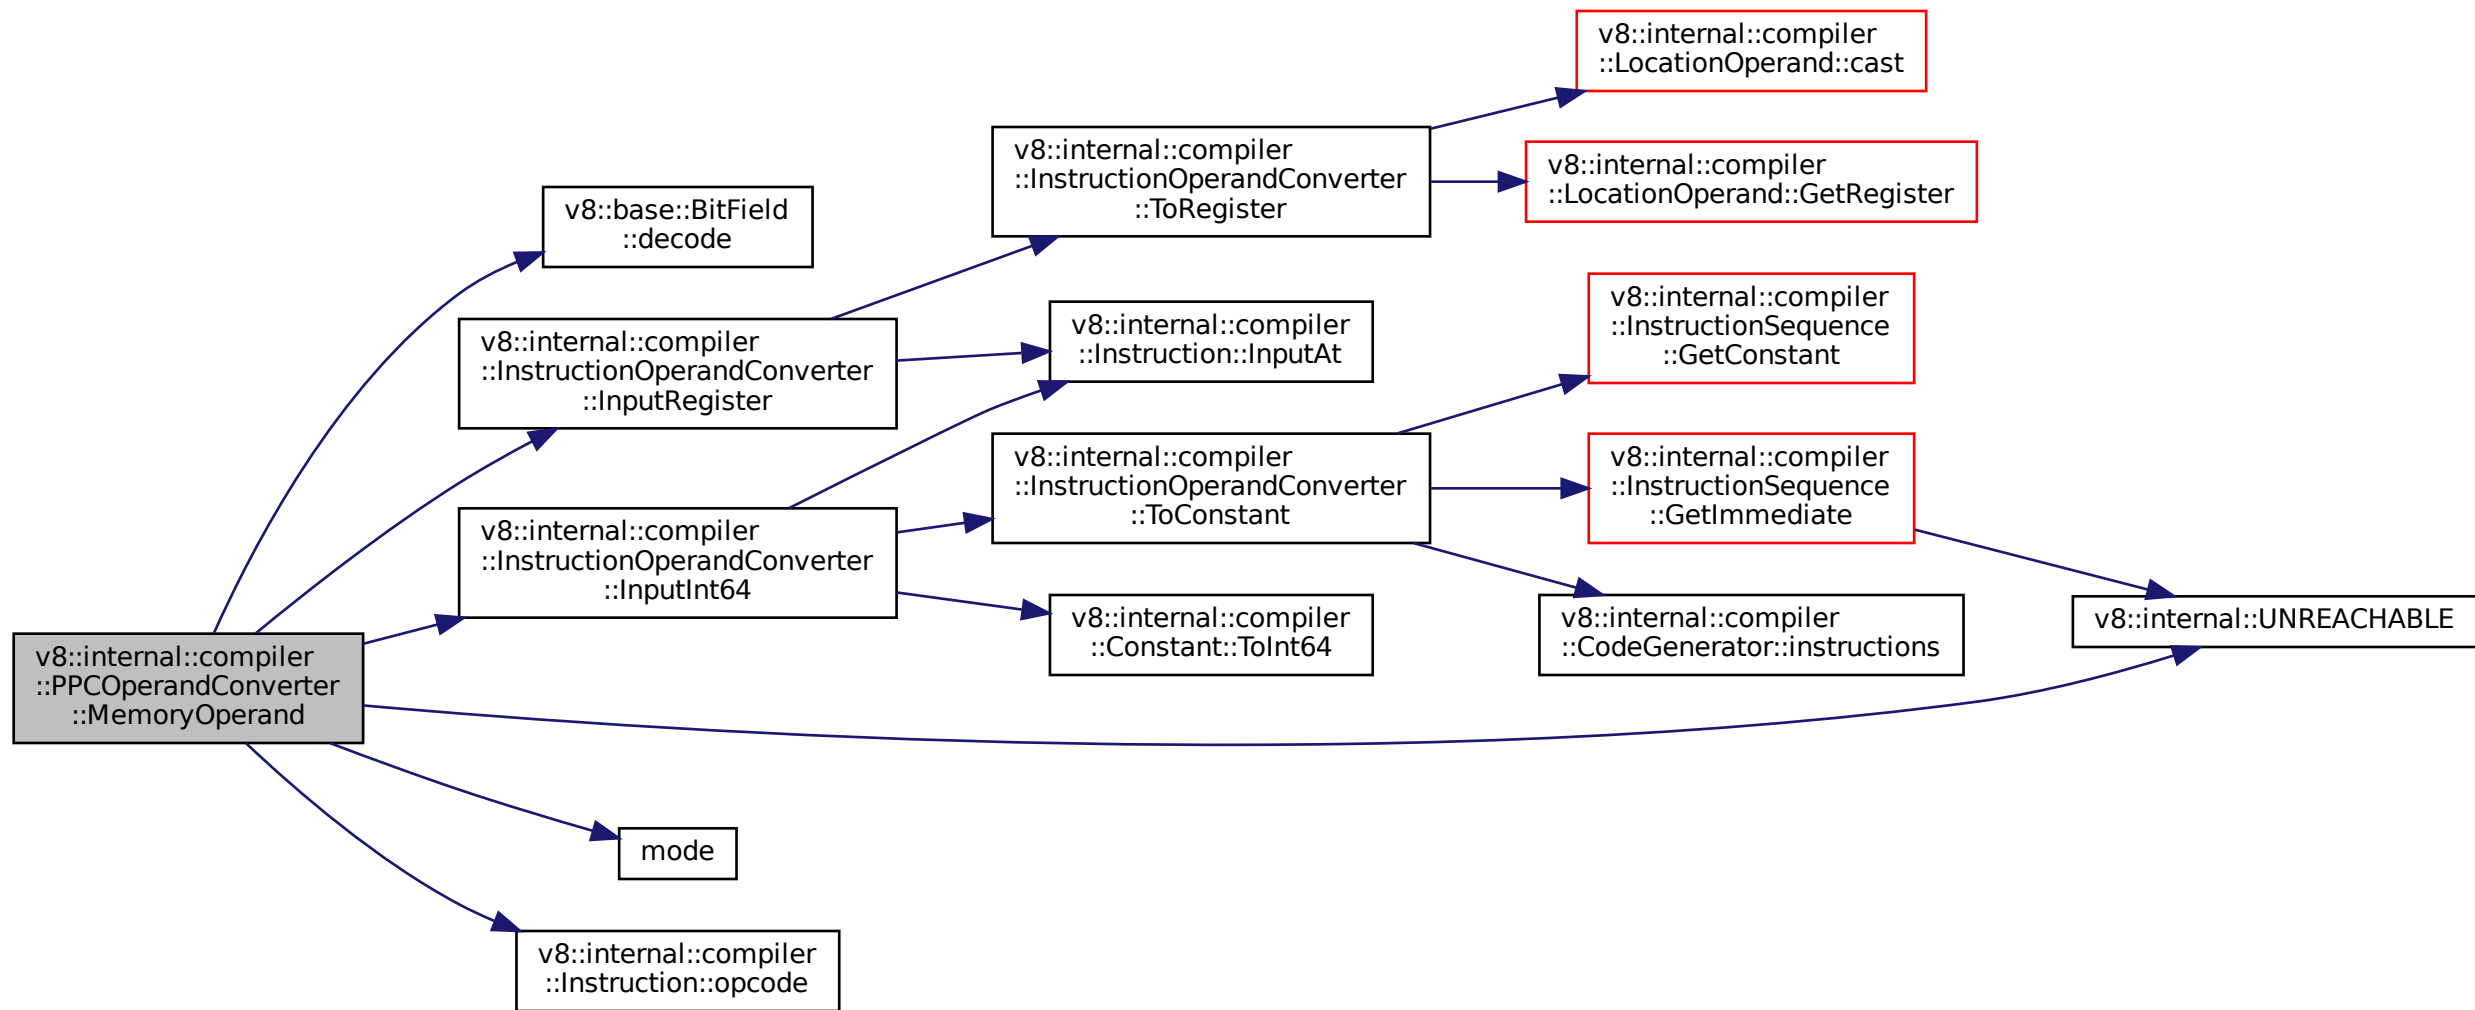 v8::internal::compiler
::PPCOperandConverter
::MemoryOperand
v8::base::BitField
::decode
v8::internal::compiler
::InstructionOperandConverter
::InputRegister
v8::internal::compiler
::InstructionOperandConverter
::InputInt64
mode
v8::internal::compiler
::Instruction::opcode
v8::internal::compiler
::InstructionOperandConverter
::ToRegister
v8::internal::compiler
::Instruction::InputAt
v8::internal::compiler
::InstructionOperandConverter
::ToConstant
v8::internal::compiler
::Constant::ToInt64
v8::internal::compiler
::LocationOperand::cast
v8::internal::compiler
::LocationOperand::GetRegister
v8::internal::compiler
::InstructionSequence
::GetConstant
v8::internal::compiler
::InstructionSequence
::GetImmediate
v8::internal::compiler
::CodeGenerator::instructions
v8::internal::UNREACHABLE